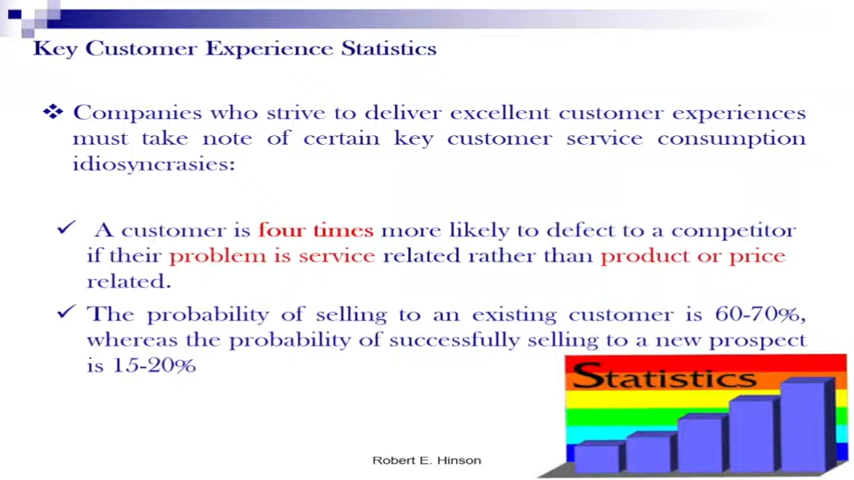 Key Customer Experience Statistics
Companies who strive to deliver excellent customer experiences
must take note of certain key customer service consumption
idiosyncrasies:
A customer is four times more likely to defect to a competitor
if their problem is service related rather than product or price
related.
The probability of selling to an existing customer is 60-70%,
whereas the probability of successfully selling to a new prospect
is 15-20%
Statistics
Robert E. Hinson